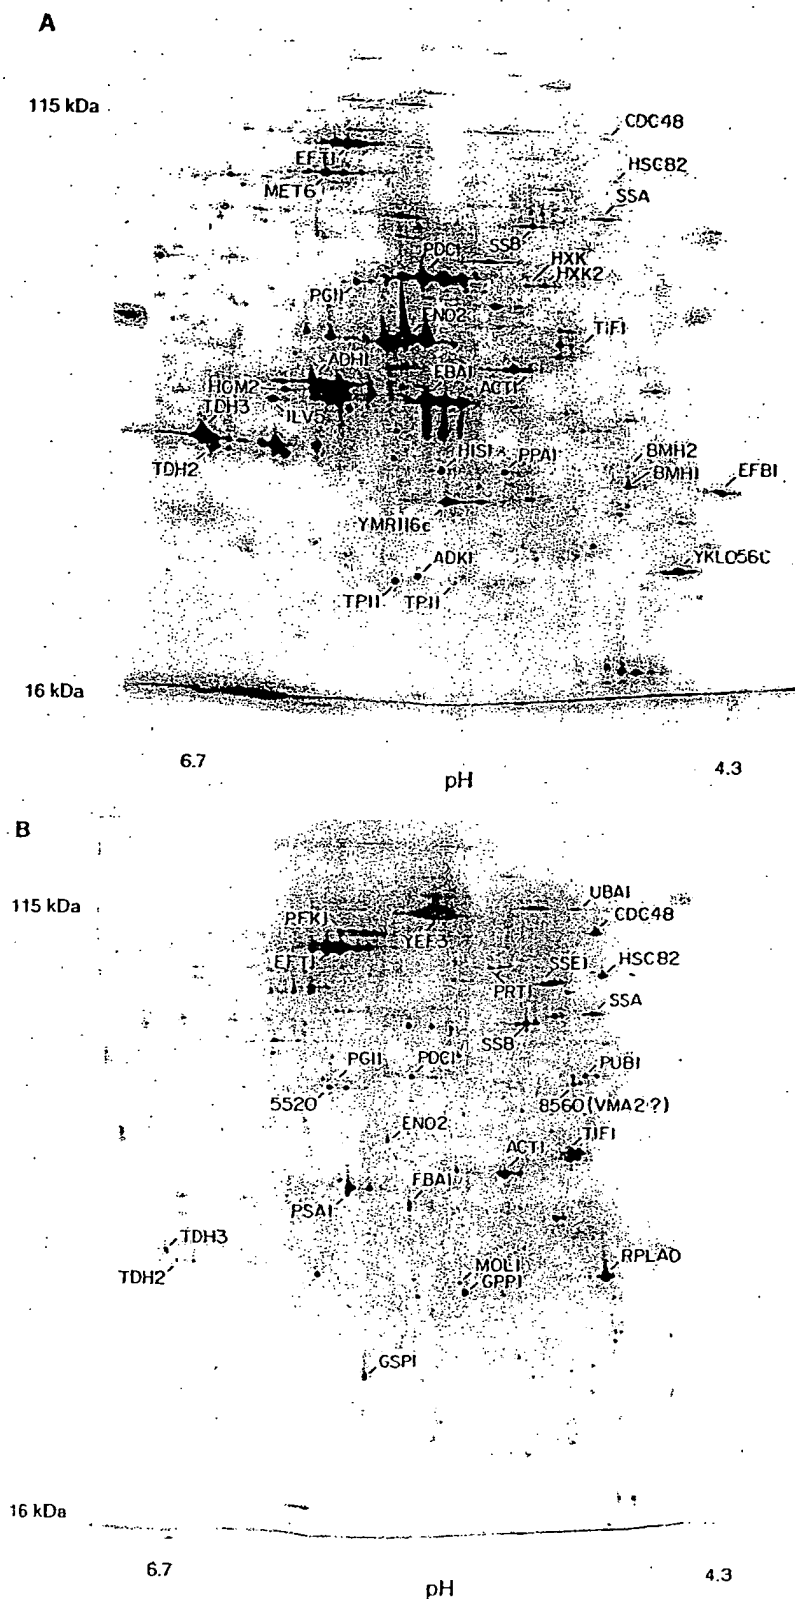 A
115 kDa
CDC48
HSC82
EFT1
MET6
SSA
PDC1
SSB
HXK
HXK2
PGI1
ENO2
TIF1
ADH1
HOM2
FBA1
ACT1
TDH3
ILV5
HIS1
PPA1
BMH2
BMH1
EFB1
TDH2
YMR116c
YKL056C
ADK1
TPI1
TPI1
16 kDa
6.7
pH
4.3
B
115 kDa
UBA1
CDC48
PFK1
YEF3
EFT1
SSE1
HSC82
PRT1
SSA
SSB
PGI1
PDC1
PUB1
5520
8560 (VMA2?)
ENO2
TIF1
ACT1
FBA1
PSA1
TDH3
TDH2
MOL1
GPP1
RPLA0
GSP1
16 kDa
6.7
pH
4.3